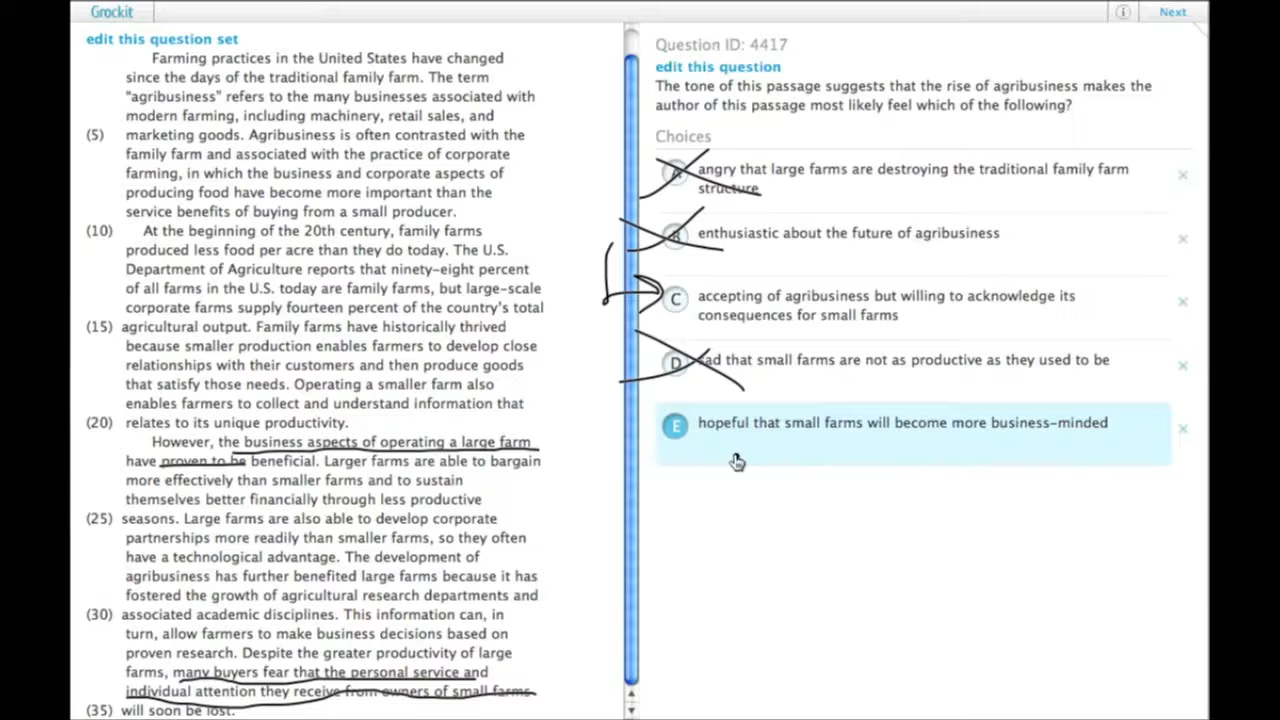 Grockit
Next
edit this question set
Farming practices in the United States have changed
since the days of the traditional family farm. The term
"agribusiness" refers to the many businesses associated with
modern farming, including machinery, retail sales, and
(5) marketing goods. Agribusiness is often contrasted with the
family farm and associated with the practice of corporate
farming, in which the business and corporate aspects of
producing food have become more important than the
service benefits of buying from a small producer.
(10) At the beginning of the 20th century, family farms
produced less food per acre than they do today. The U.S.
Department of Agriculture reports that ninety-eight percent
of all farms in the U.S. today are family farms, but large-scale
corporate farms supply fourteen percent of the country's total
(15) agricultural output. Family farms have historically thrived
because smaller production enables farmers to develop close
relationships with their customers and then produce goods
that satisfy those needs. Operating a smaller farm also
enables farmers to collect and understand information that
(20) relates to its unique productivity.
However, the business aspects of operating a large farm
have proven to be beneficial. Larger farms are able to bargain
more effectively than smaller farms and to sustain
themselves better financially through less productive
(25) seasons. Large farms are also able to develop corporate
partnerships more readily than smaller farms, so they often
have a technological advantage. The development of
agribusiness has further benefited large farms because it has
fostered the growth of agricultural research departments and
(30) associated academic disciplines. This information can, in
turn, allow farmers to make business decisions based on
proven research. Despite the greater productivity of large
farms, many buyers fear that the personal service and
individual attention they receive from owners of small farms
(35) will soon be lost.
Question ID: 4417
edit this question
The tone of this passage suggests that the rise of agribusiness makes the
author of this passage most likely feel which of the following?
Choices
A angry that large farms are destroying the traditional family farm
structure
B enthusiastic about the future of agribusiness
C accepting of agribusiness but willing to acknowledge its
consequences for small farms
D sad that small farms are not as productive as they used to be
E hopeful that small farms will become more business-minded